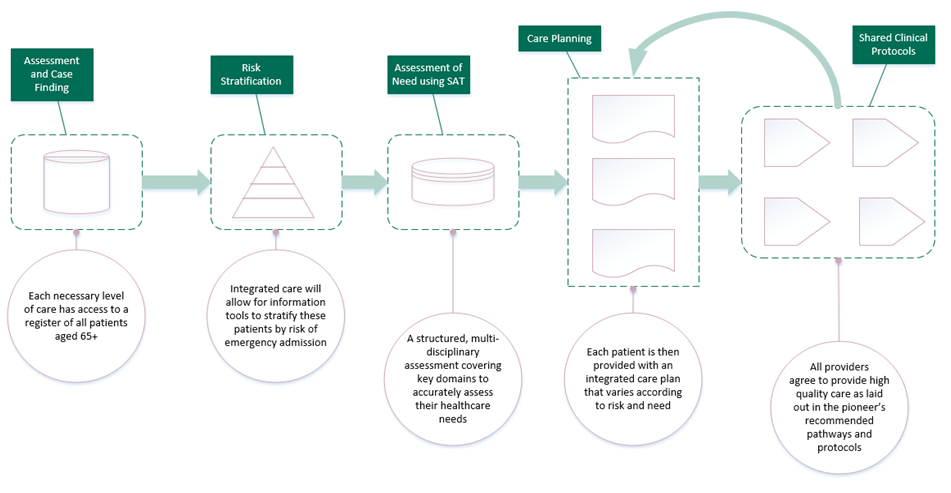 Assessment
and Case
Finding
Risk
Stratification
Assessment of
Need using SAT
Care Planning
Shared Clinical
Protocols
Each necessary level
of care has access to a
register of all patients
aged 65+
Integrated care will
allow for information
tools to stratify these
patients by risk of
emergency admission
A structured, multi-
disciplinary
assessment covering
key domains to
accurately assess
their healthcare
needs
Each patient is then
provided with an
integrated care plan
that varies according
to risk and need
All providers
agree to provide high
quality care as laid
out in the pioneer's
recommended
pathways and
protocols